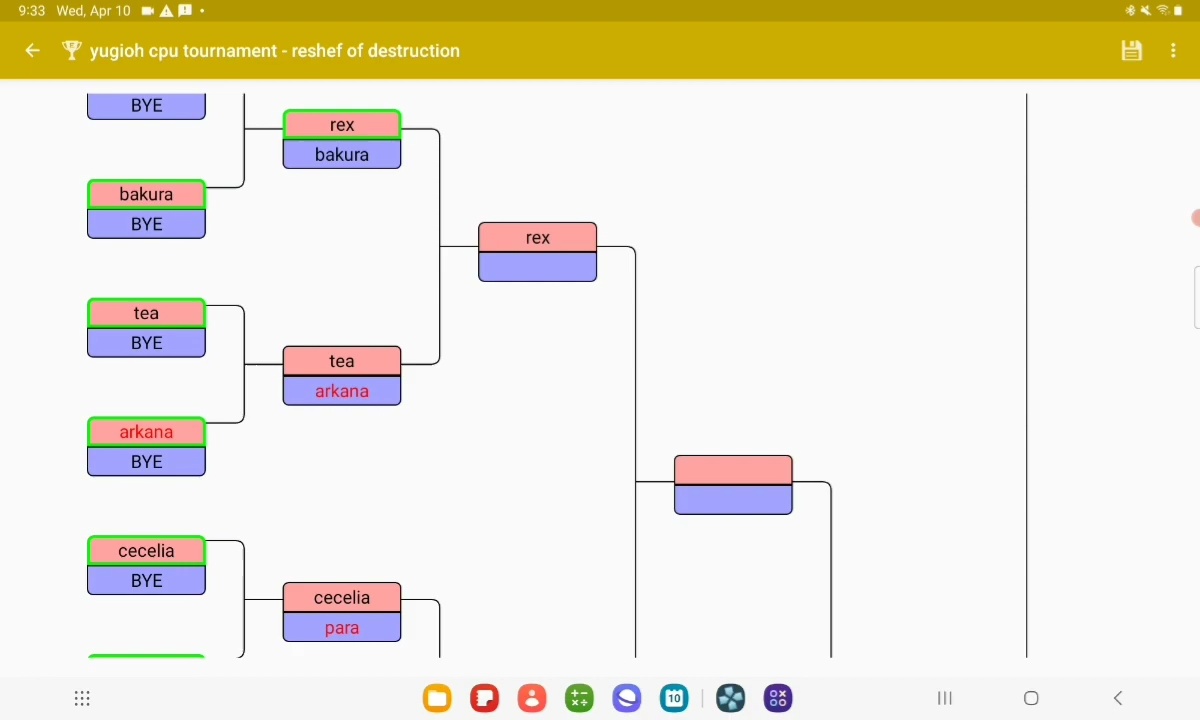 9:33 Wed, Apr 10
yugioh cpu tournament - reshef of destruction
BYE
rex
bakura
bakura
BYE
rex
tea
BYE
tea
arkana
arkana
BYE
cecelia
BYE
cecelia
para
10